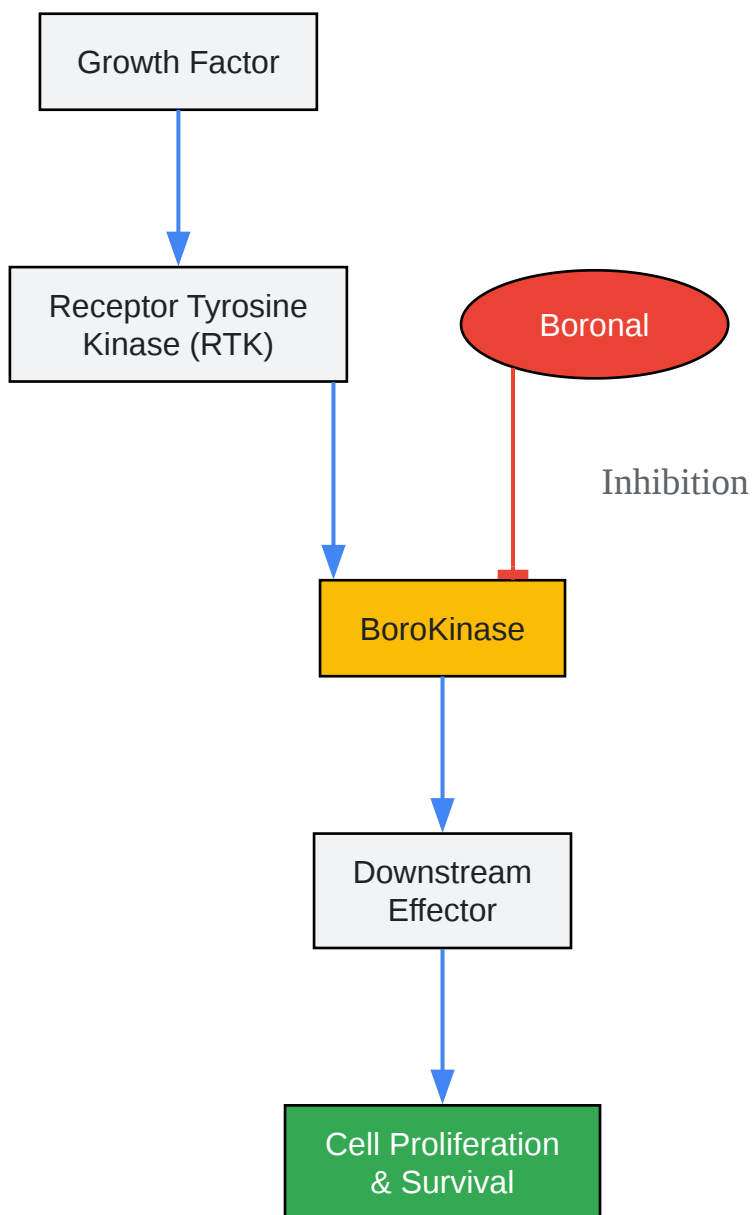 Growth Factor
Receptor Tyrosine
Kinase (RTK)
Boronal
Inhibition
BoroKinase
Downstream
Effector
Cell Proliferation
& Survival